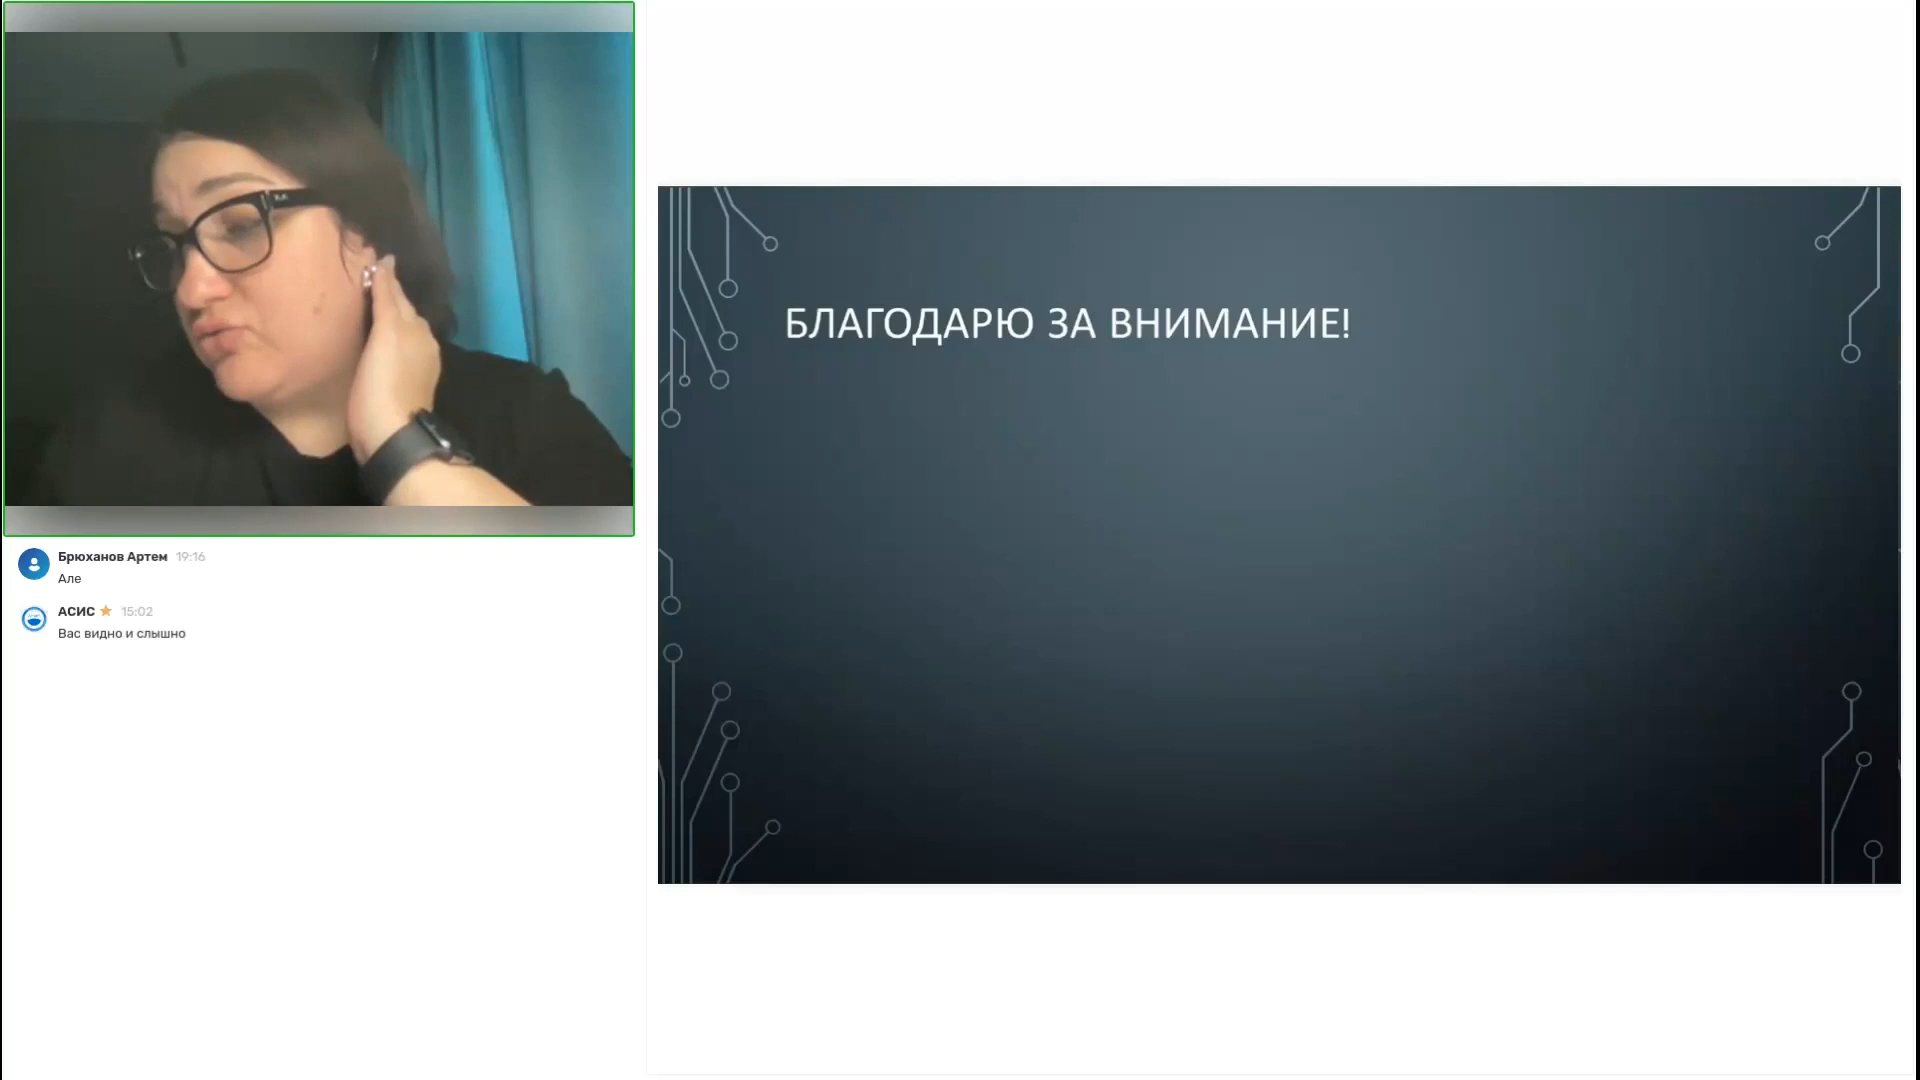 Брюханов Артем 19:16
Але
АСИС 15:02
Вас видно и слышно
БЛАГОДАРЮ ЗА ВНИМАНИЕ!